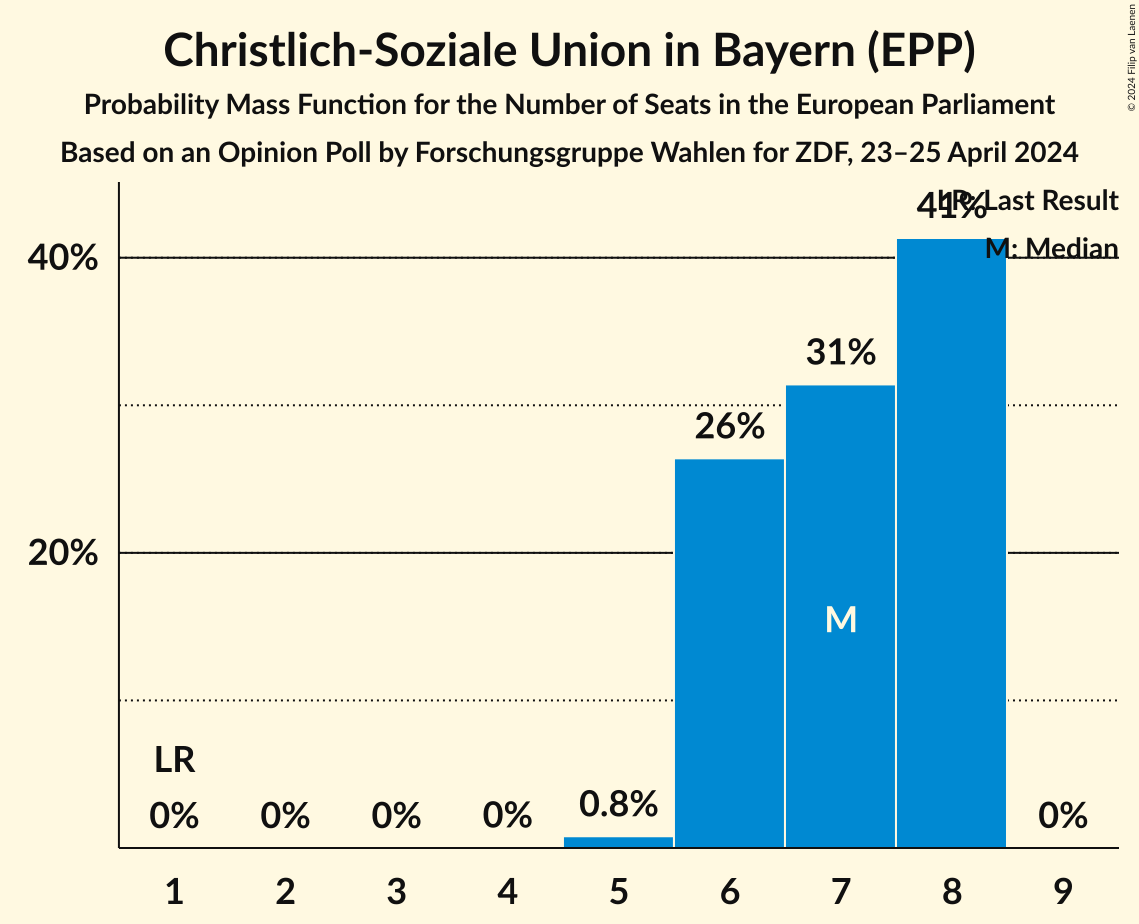 Christlich-Soziale Union in Bayern (EPP)
Probability Mass Function for the Number of Seats in the European Parliament
Based on an Opinion Poll by Forschungsgruppe Wahlen for ZDF, 23–25 April 2024
© 2024 Filip van Laenen
LR: Last Result
M: Median
41%
40%
31%
26%
20%
M
LR
0% 0% 0% 0% 0.8% 0%
1 2 3 4 5 6 7 8 9